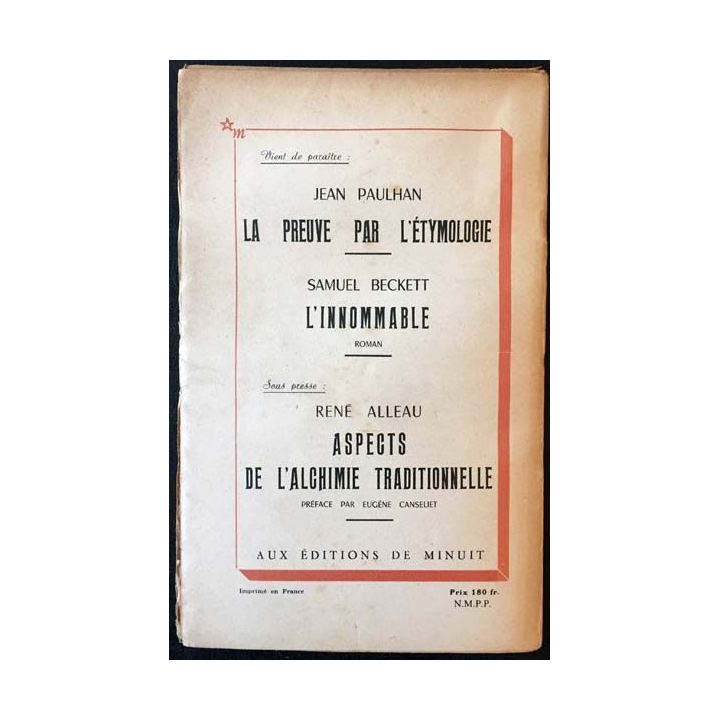 m
Vient de paraître :
JEAN PAULHAN
LA PREUVE PAR L'ÉTYMOLOGIE
SAMUEL BECKETT
L'INNOMMABLE
ROMAN
Sous presse :
RENÉ ALLEAU
ASPECTS
DE L'ALCHIMIE TRADITIONNELLE
PRÉFACE PAR EUGÈNE CANSELIET
AUX ÉDITIONS DE MINUIT
Imprimé en France
Prix 180 fr.
N.M.P.P.